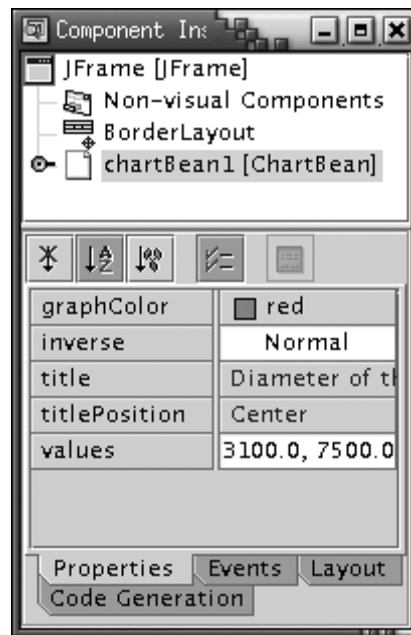 Component Ins
JFrame [JFrame]
Non-visual Components
BorderLayout
chartBean1 [ChartBean]
graphColor red
inverse Normal
title Diameter of th
titlePosition Center
values 3100.0, 7500.0
Properties Events Layout
Code Generation